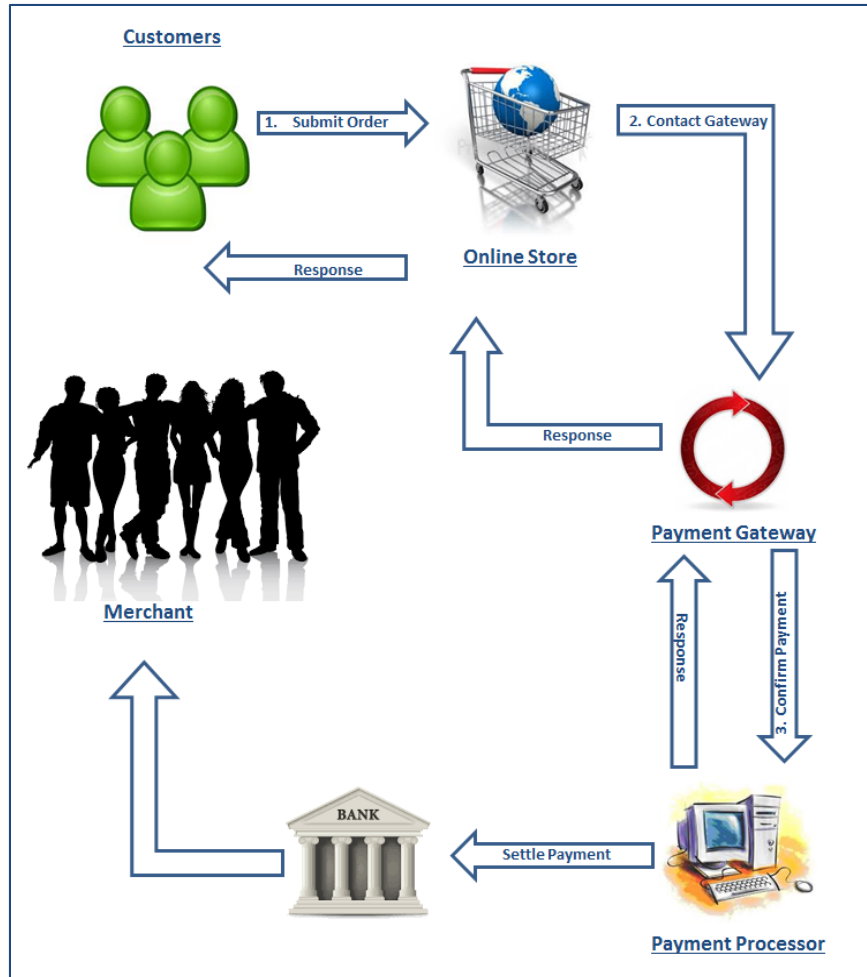 Customers
1. Submit Order
2. Contact Gateway
Online Store
Response
Response
Payment Gateway
Merchant
Response
3. Confirm Payment
BANK
Settle Payment
Payment Processor